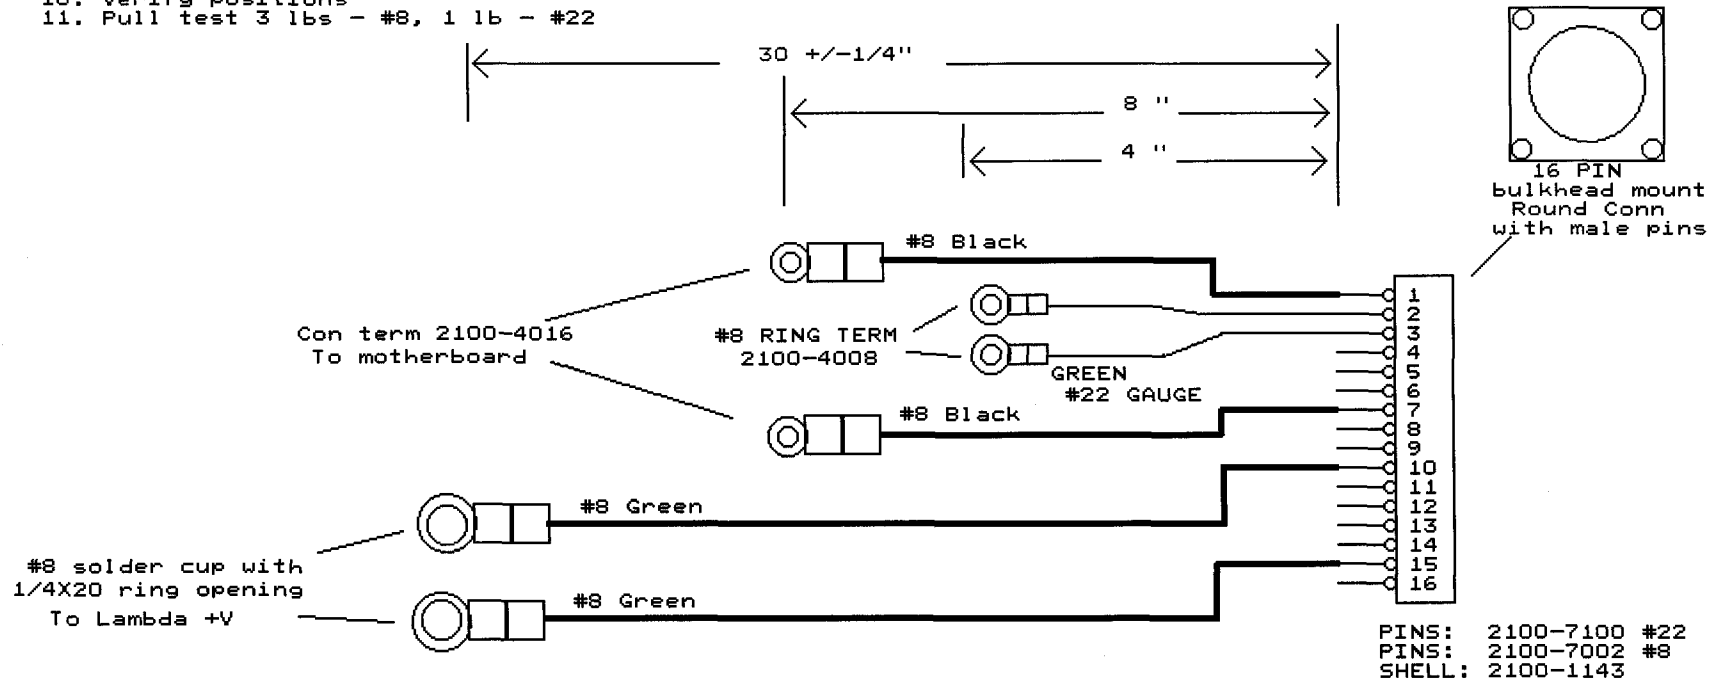 10. Verify positions
11. Pull test 3 lbs - #8, 1 lb - #22
30 +/-1/4"
8 "
4 "
16 PIN
bulkhead mount
Round Conn
with male pins
#8 Black
Con term 2100-4016
To motherboard
#8 RING TERM
2100-4008
GREEN
#22 GAUGE
#8 Black
#8 Green
#8 solder cup with
1/4X20 ring opening
To Lambda +V
#8 Green
1
2
3
4
5
6
7
8
9
10
11
12
13
14
15
16
PINS: 2100-7100 #22
PINS: 2100-7002 #8
SHELL: 2100-1143